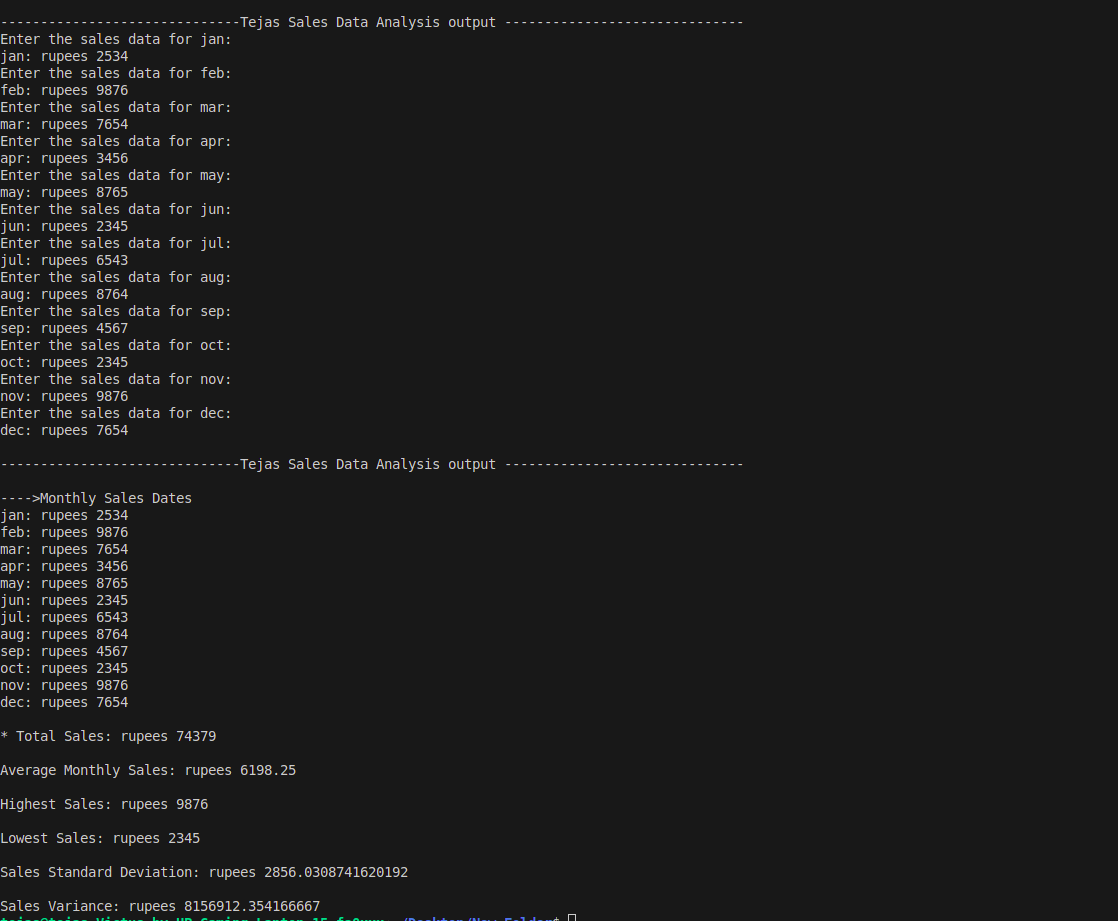 ------------------------------Tejas Sales Data Analysis output ------------------------------
Enter the sales data for jan:
jan: rupees 2534
Enter the sales data for feb:
feb: rupees 9876
Enter the sales data for mar:
mar: rupees 7654
Enter the sales data for apr:
apr: rupees 3456
Enter the sales data for may:
may: rupees 8765
Enter the sales data for jun:
jun: rupees 2345
Enter the sales data for jul:
jul: rupees 6543
Enter the sales data for aug:
aug: rupees 8764
Enter the sales data for sep:
sep: rupees 4567
Enter the sales data for oct:
oct: rupees 2345
Enter the sales data for nov:
nov: rupees 9876
Enter the sales data for dec:
dec: rupees 7654
------------------------------Tejas Sales Data Analysis output ------------------------------
---->Monthly Sales Dates
jan: rupees 2534
feb: rupees 9876
mar: rupees 7654
apr: rupees 3456
may: rupees 8765
jun: rupees 2345
jul: rupees 6543
aug: rupees 8764
sep: rupees 4567
oct: rupees 2345
nov: rupees 9876
dec: rupees 7654
* Total Sales: rupees 74379
Average Monthly Sales: rupees 6198.25
Highest Sales: rupees 9876
Lowest Sales: rupees 2345
Sales Standard Deviation: rupees 2856.0308741620192
Sales Variance: rupees 8156912.354166667